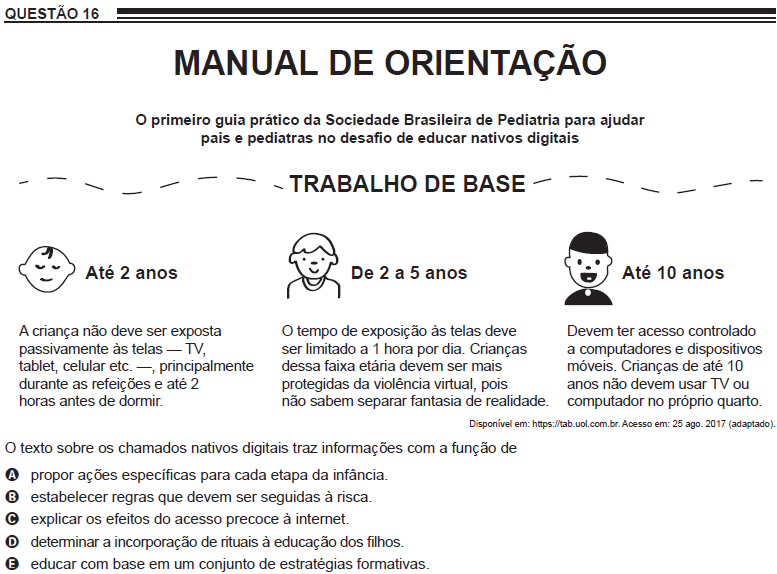 QUESTÃO 16
MANUAL DE ORIENTAÇÃO
O primeiro guia prático da Sociedade Brasileira de Pediatria para ajudar
pais e pediatras no desafio de educar nativos digitais
TRABALHO DE BASE
Até 2 anos
A criança não deve ser exposta
passivamente às telas — TV,
tablet, celular etc. —, principalmente
durante as refeições e até 2
horas antes de dormir.
De 2 a 5 anos
O tempo de exposição às telas deve
ser limitado a 1 hora por dia. Crianças
dessa faixa etária devem ser mais
protegidas da violência virtual, pois
não sabem separar fantasia de realidade.
Até 10 anos
Devem ter acesso controlado
a computadores e dispositivos
móveis. Crianças de até 10
anos não devem usar TV ou
computador no próprio quarto.
Disponível em: https://tab.uol.com.br. Acesso em: 25 ago. 2017 (adaptado).
O texto sobre os chamados nativos digitais traz informações com a função de
A propor ações específicas para cada etapa da infância.
B estabelecer regras que devem ser seguidas à risca.
C explicar os efeitos do acesso precoce à internet.
D determinar a incorporação de rituais à educação dos filhos.
E educar com base em um conjunto de estratégias formativas.